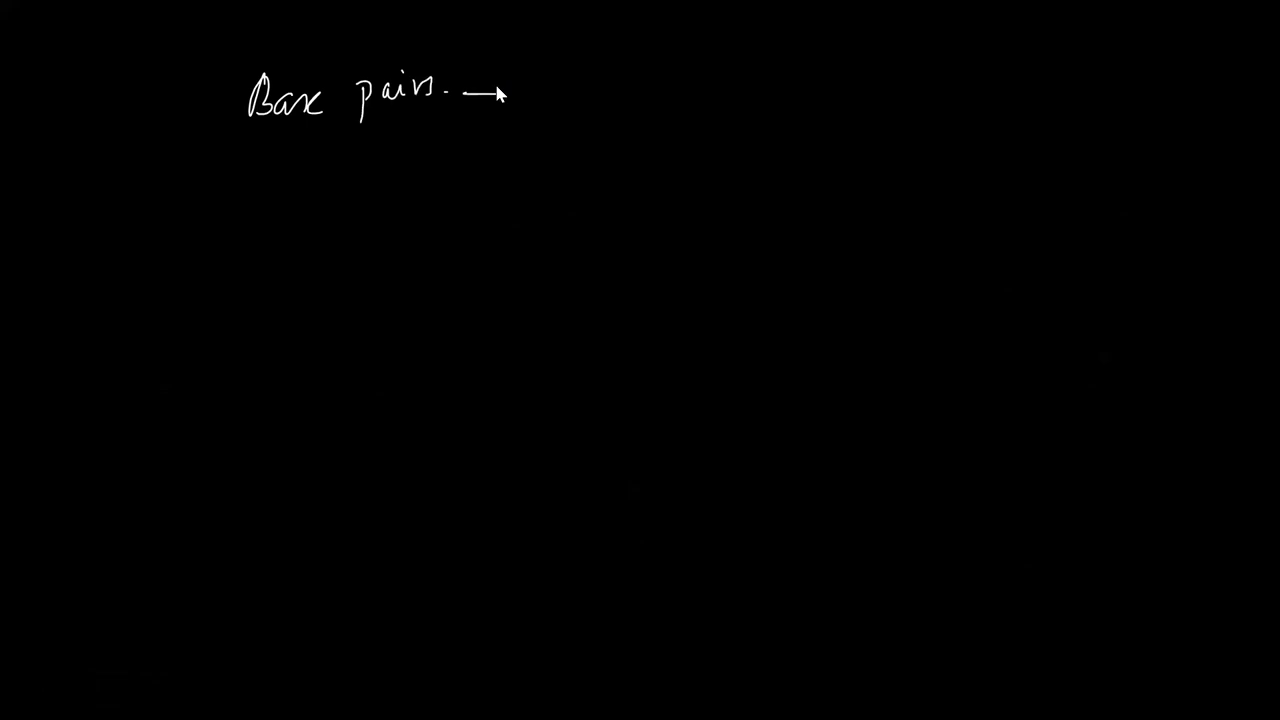 Base pairs. →